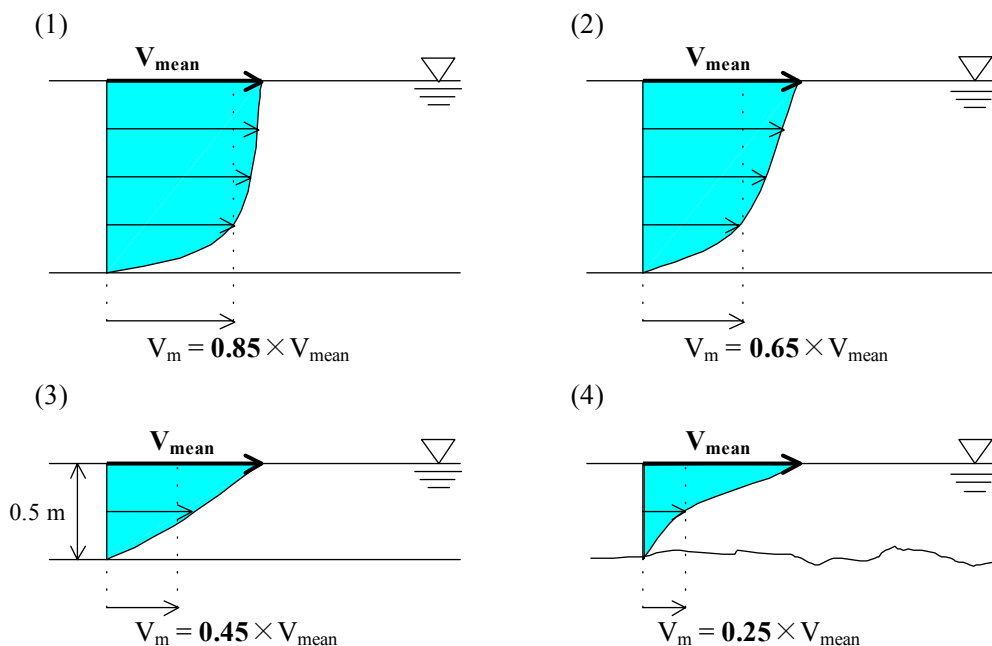 (1)
V_mean
V_m = 0.85 × V_mean
(2)
V_mean
V_m = 0.65 × V_mean
(3)
V_mean
0.5 m
V_m = 0.45 × V_mean
(4)
V_mean
V_m = 0.25 × V_mean